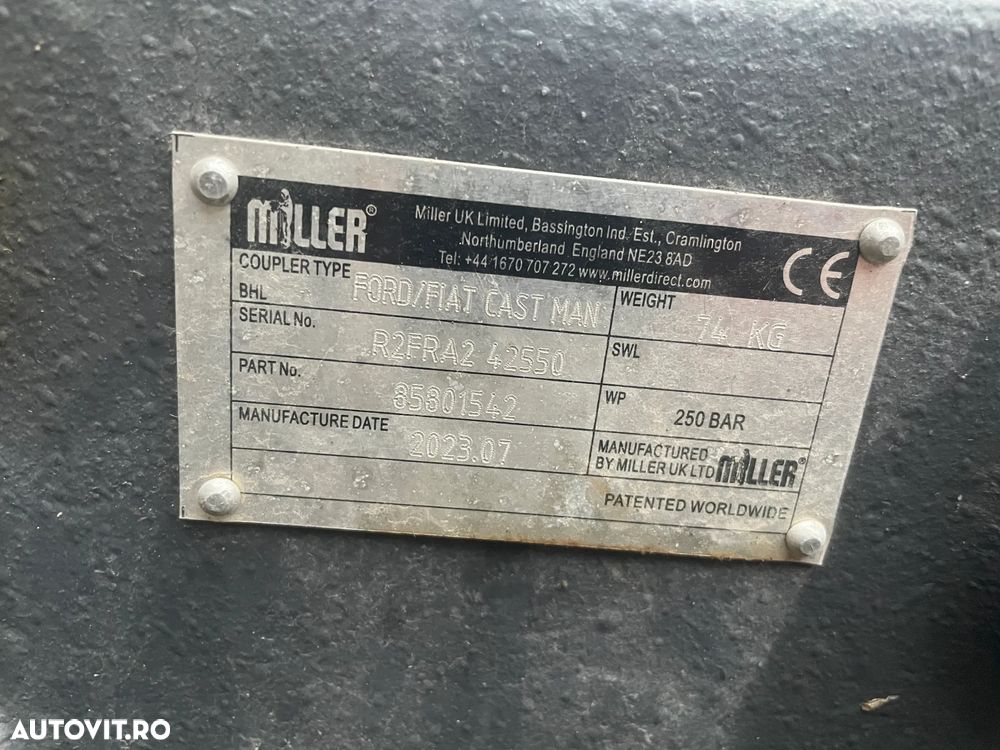 MILLER®
Miller UK Limited, Bassington Ind. Est., Cramlington
Northumberland, England NE23 8AD
Tel: +44 1670 707 272 www.millerdirect.com
CE
COUPLER TYPE
BHL FORD/FIAT CAST MAN
WEIGHT 74 KG
SERIAL No. R2FRA2 42550
SWL
PART No. 85801542
WP 250 BAR
MANUFACTURE DATE 2023.07
MANUFACTURED
BY MILLER UK LTD MILLER®
PATENTED WORLDWIDE
AUTOVIT.RO